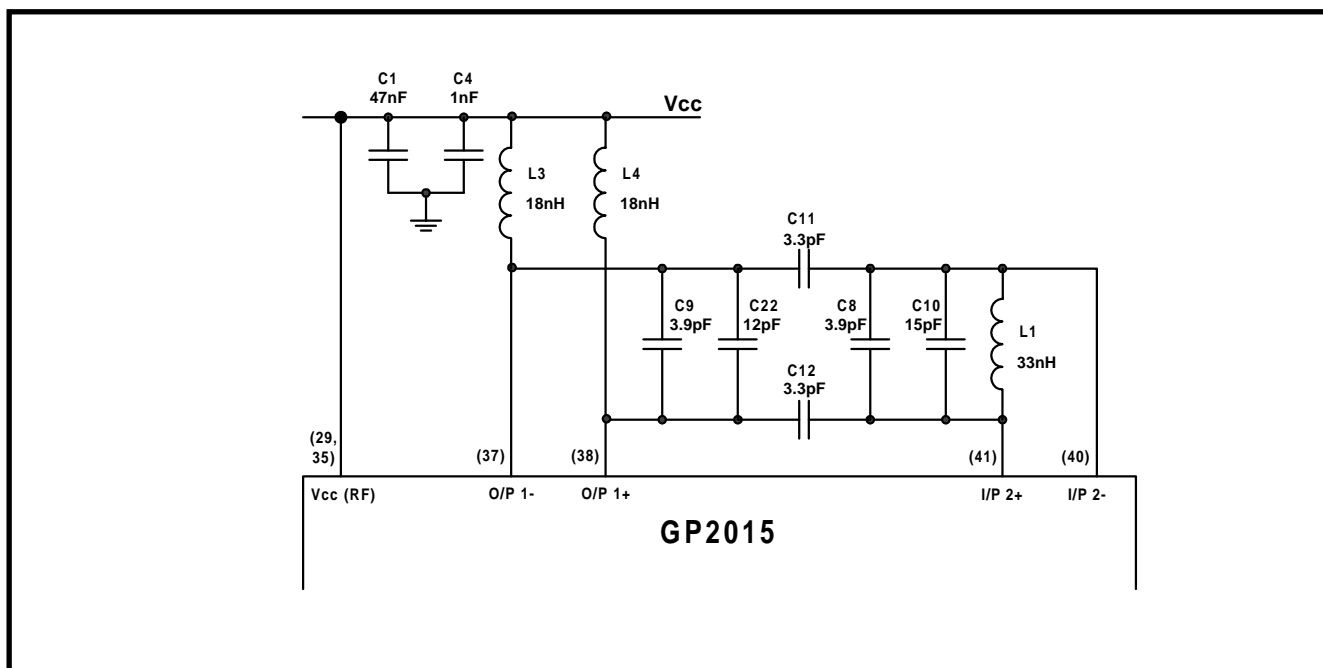 C1
47nF
C4
1nF
Vcc
L3
18nH
L4
18nH
C11
3.3pF
C9
3.9pF
C22
12pF
C8
3.9pF
C10
15pF
L1
33nH
C12
3.3pF
(29,
35)
(37)
(38)
(41)
(40)
Vcc (RF)
O/P 1-
O/P 1+
I/P 2+
I/P 2-
GP2015